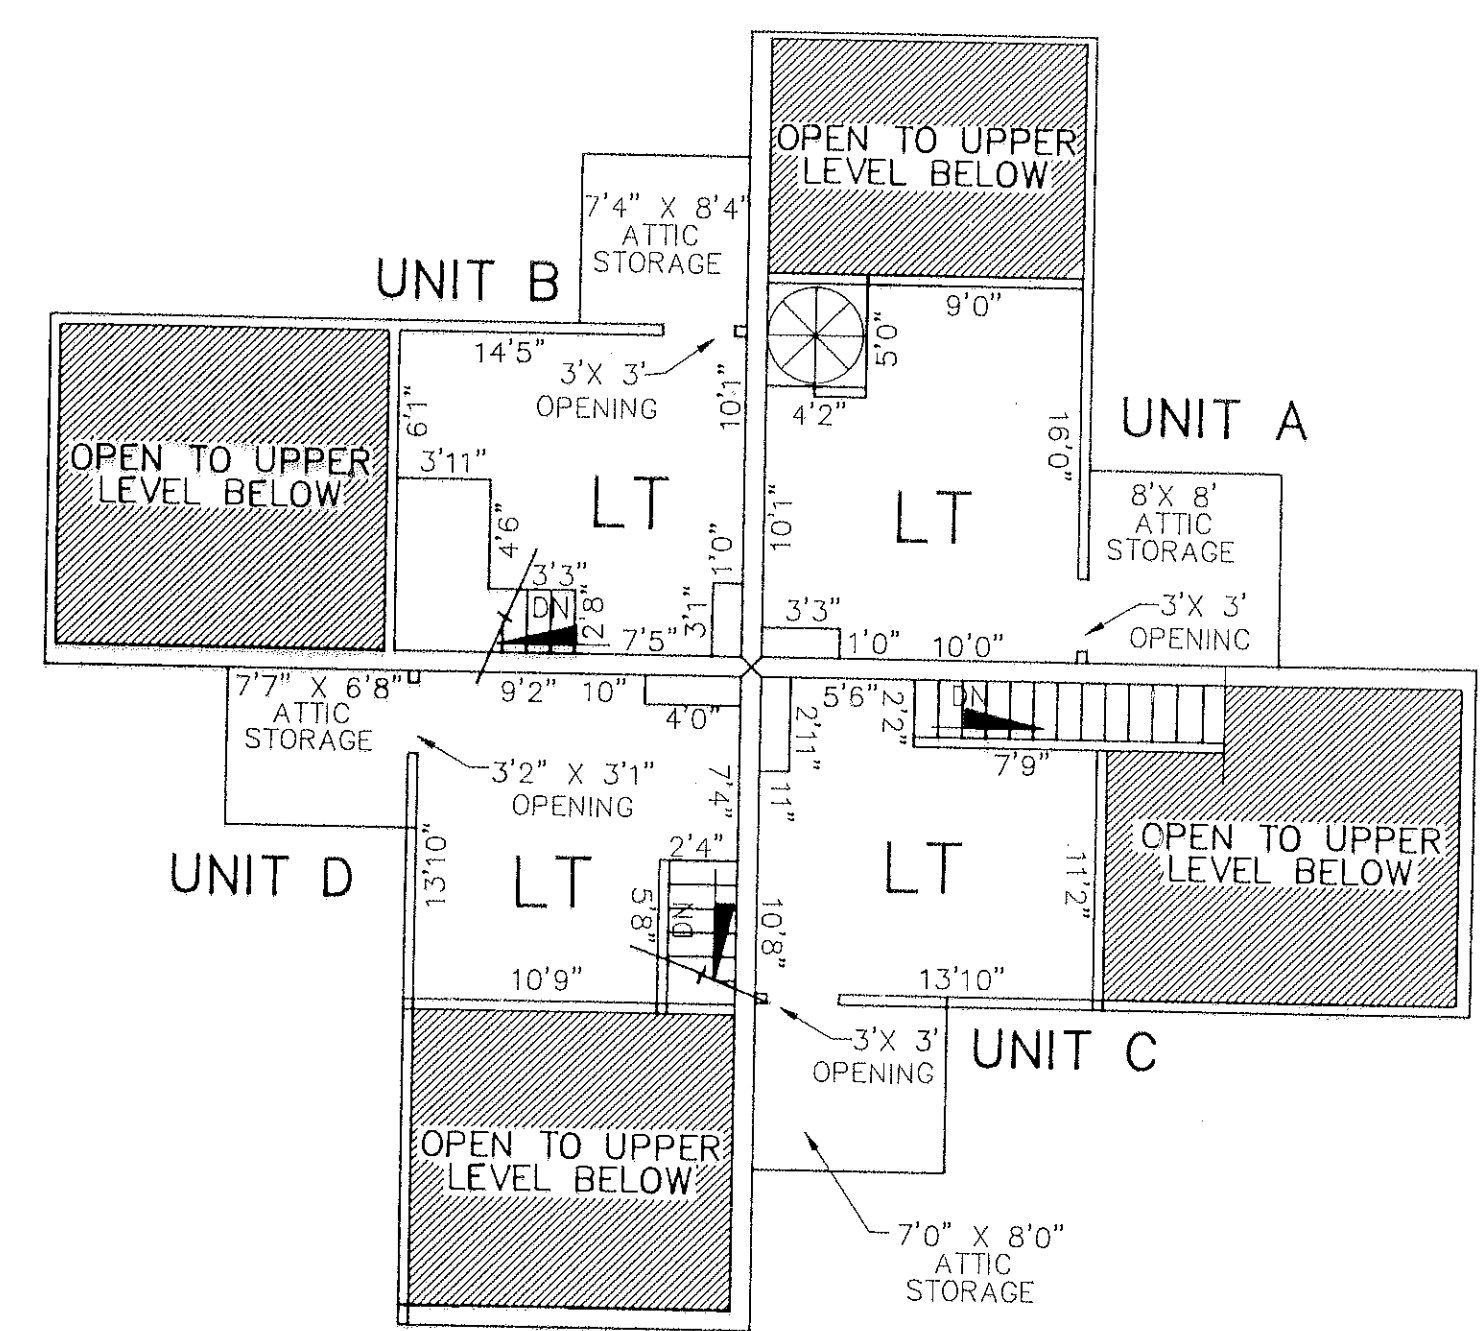 OPEN TO UPPER
LEVEL BELOW
7'4" X 8'4"
ATTIC
STORAGE
UNIT B
14'5"
3'X 3'
OPENING
10'1"
6'1"
3'11"
OPEN TO UPPER
LEVEL BELOW
LT
4'6"
3'3"
DN
2'8"
7'5"
3'1"
1'0"
9'0"
5'0"
4'2"
16'0"
UNIT A
10'1"
LT
8'X 8'
ATTIC
STORAGE
3'3"
1'0"
10'0"
3'X 3'
OPENINC
7'7" X 6'8"
ATTIC
STORAGE
9'2"
10"
4'0"
3'2" X 3'1"
OPENING
7'4"
UNIT D
13'10"
LT
2'4"
5'8"
DN
10'9"
OPEN TO UPPER
LEVEL BELOW
5'6"
2'2"
DN
2'11"
11"
7'9"
LT
OPEN TO UPPER
LEVEL BELOW
11'2"
10'8"
13'10"
3'X 3'
OPENING
UNIT C
7'0" X 8'0"
ATTIC
STORAGE